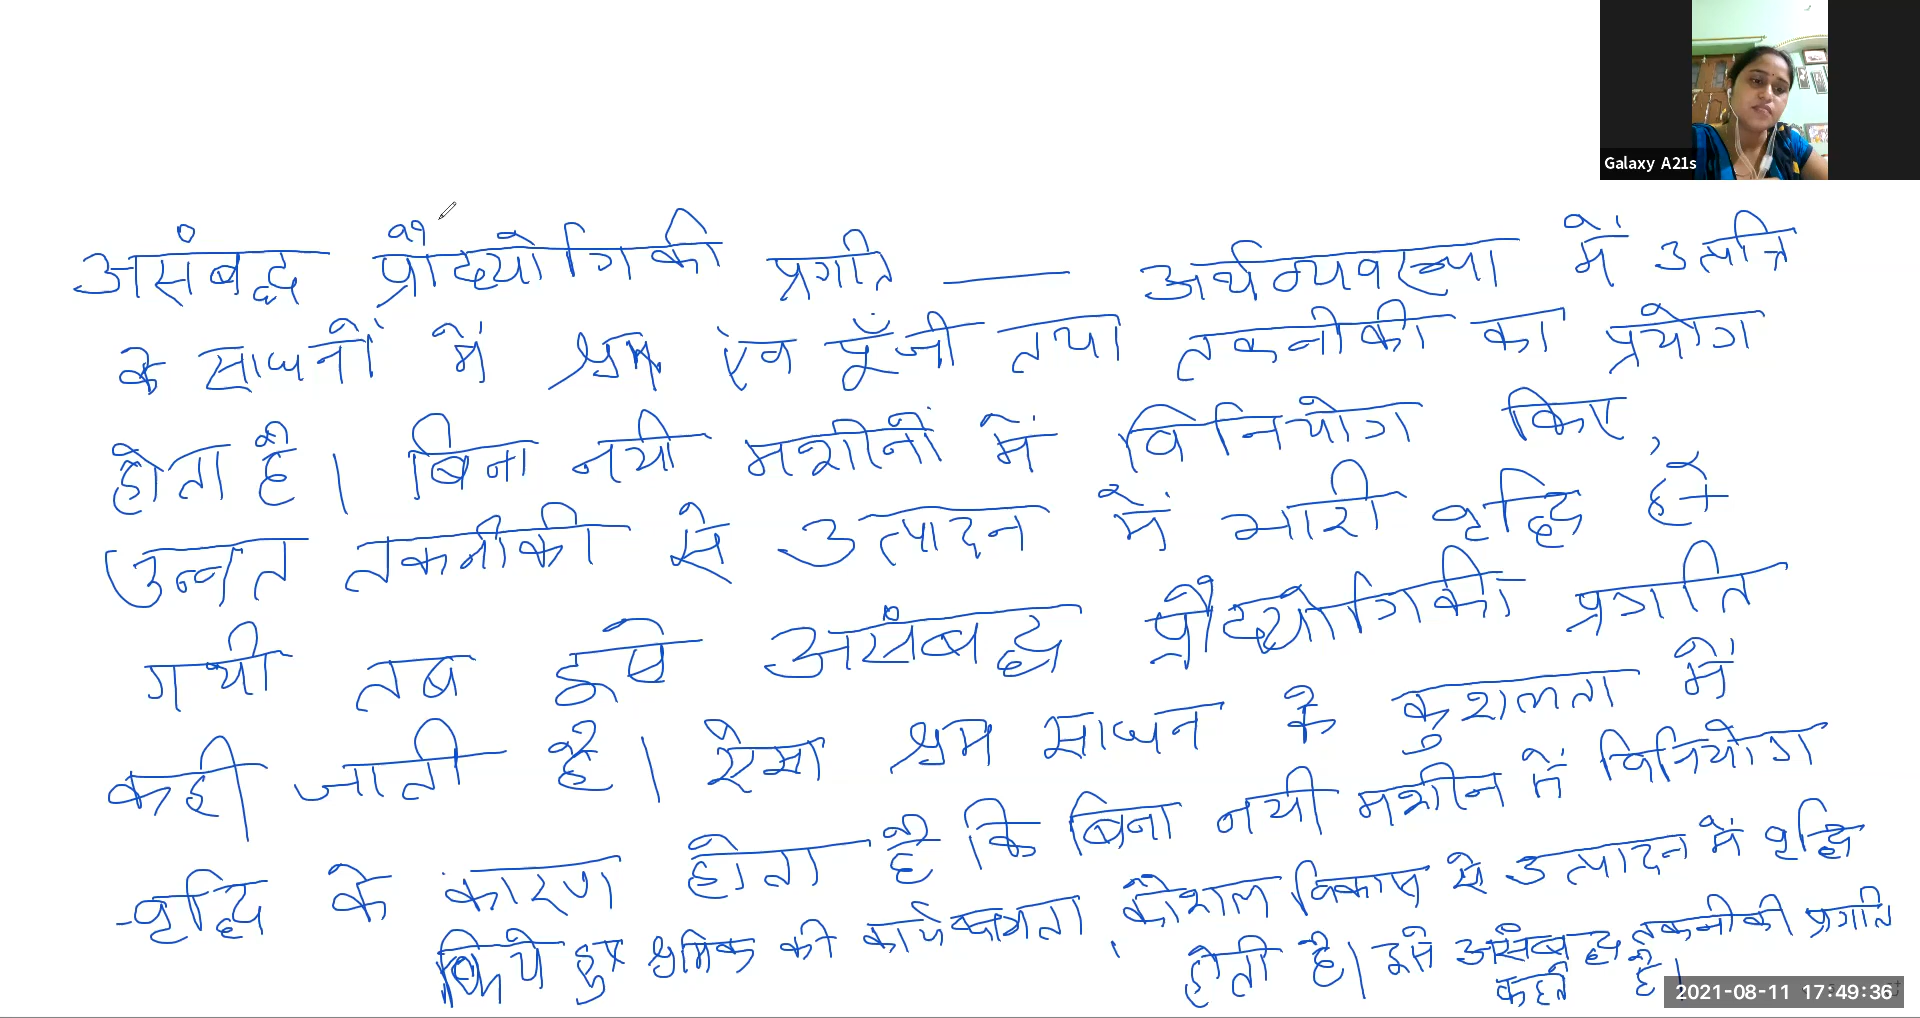 Galaxy A21s
असंबद्ध प्रौद्योगिकी प्रगति — अर्थव्यवस्था में उत्पत्ति
के साधनों में श्रम एंव पूँजी तथा तकनीकी का प्रयोग
होता है। बिना नयी मशीनों में विनियोग किए,
उन्नत तकनीकी से उत्पादन में भारी वृद्धि हो
गयी तब इसे असंबद्ध प्रौद्योगिकी प्रगति
कही जाती है। ऐसा श्रम साधन के कुशलता में
वृद्धि के कारण होता है कि बिना नयी मशीन में विनियोग
किये हुए श्रमिक की कार्यक्षमता, कौशल विकास से उत्पादन में वृद्धि
होती है। इसे असंबद्ध तकनीकी प्रगति
कहते है।
2021-08-11 17:49:36